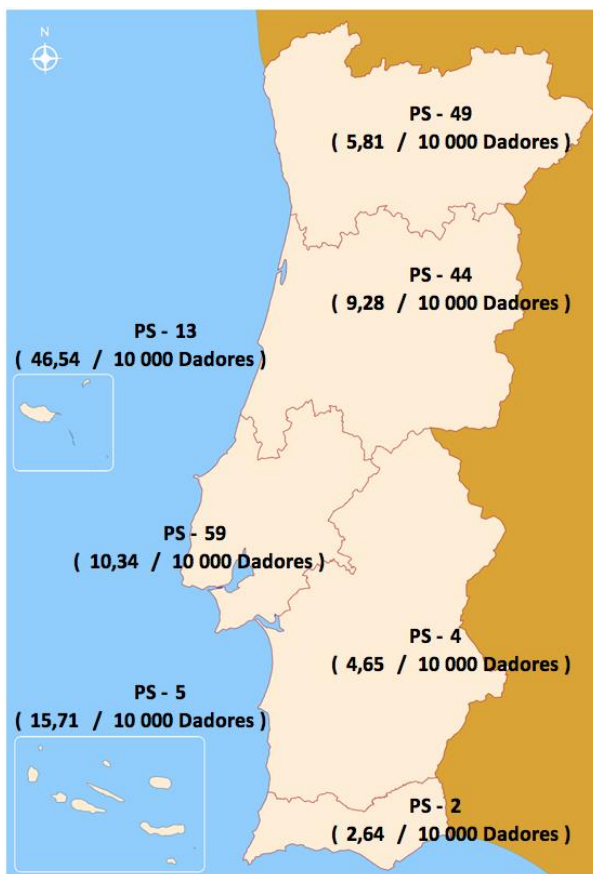 N
PS - 49
( 5,81 / 10 000 Dadores )
PS - 44
( 9,28 / 10 000 Dadores )
PS - 13
( 46,54 / 10 000 Dadores )
PS - 59
( 10,34 / 10 000 Dadores )
PS - 4
( 4,65 / 10 000 Dadores )
PS - 5
( 15,71 / 10 000 Dadores )
PS - 2
( 2,64 / 10 000 Dadores )